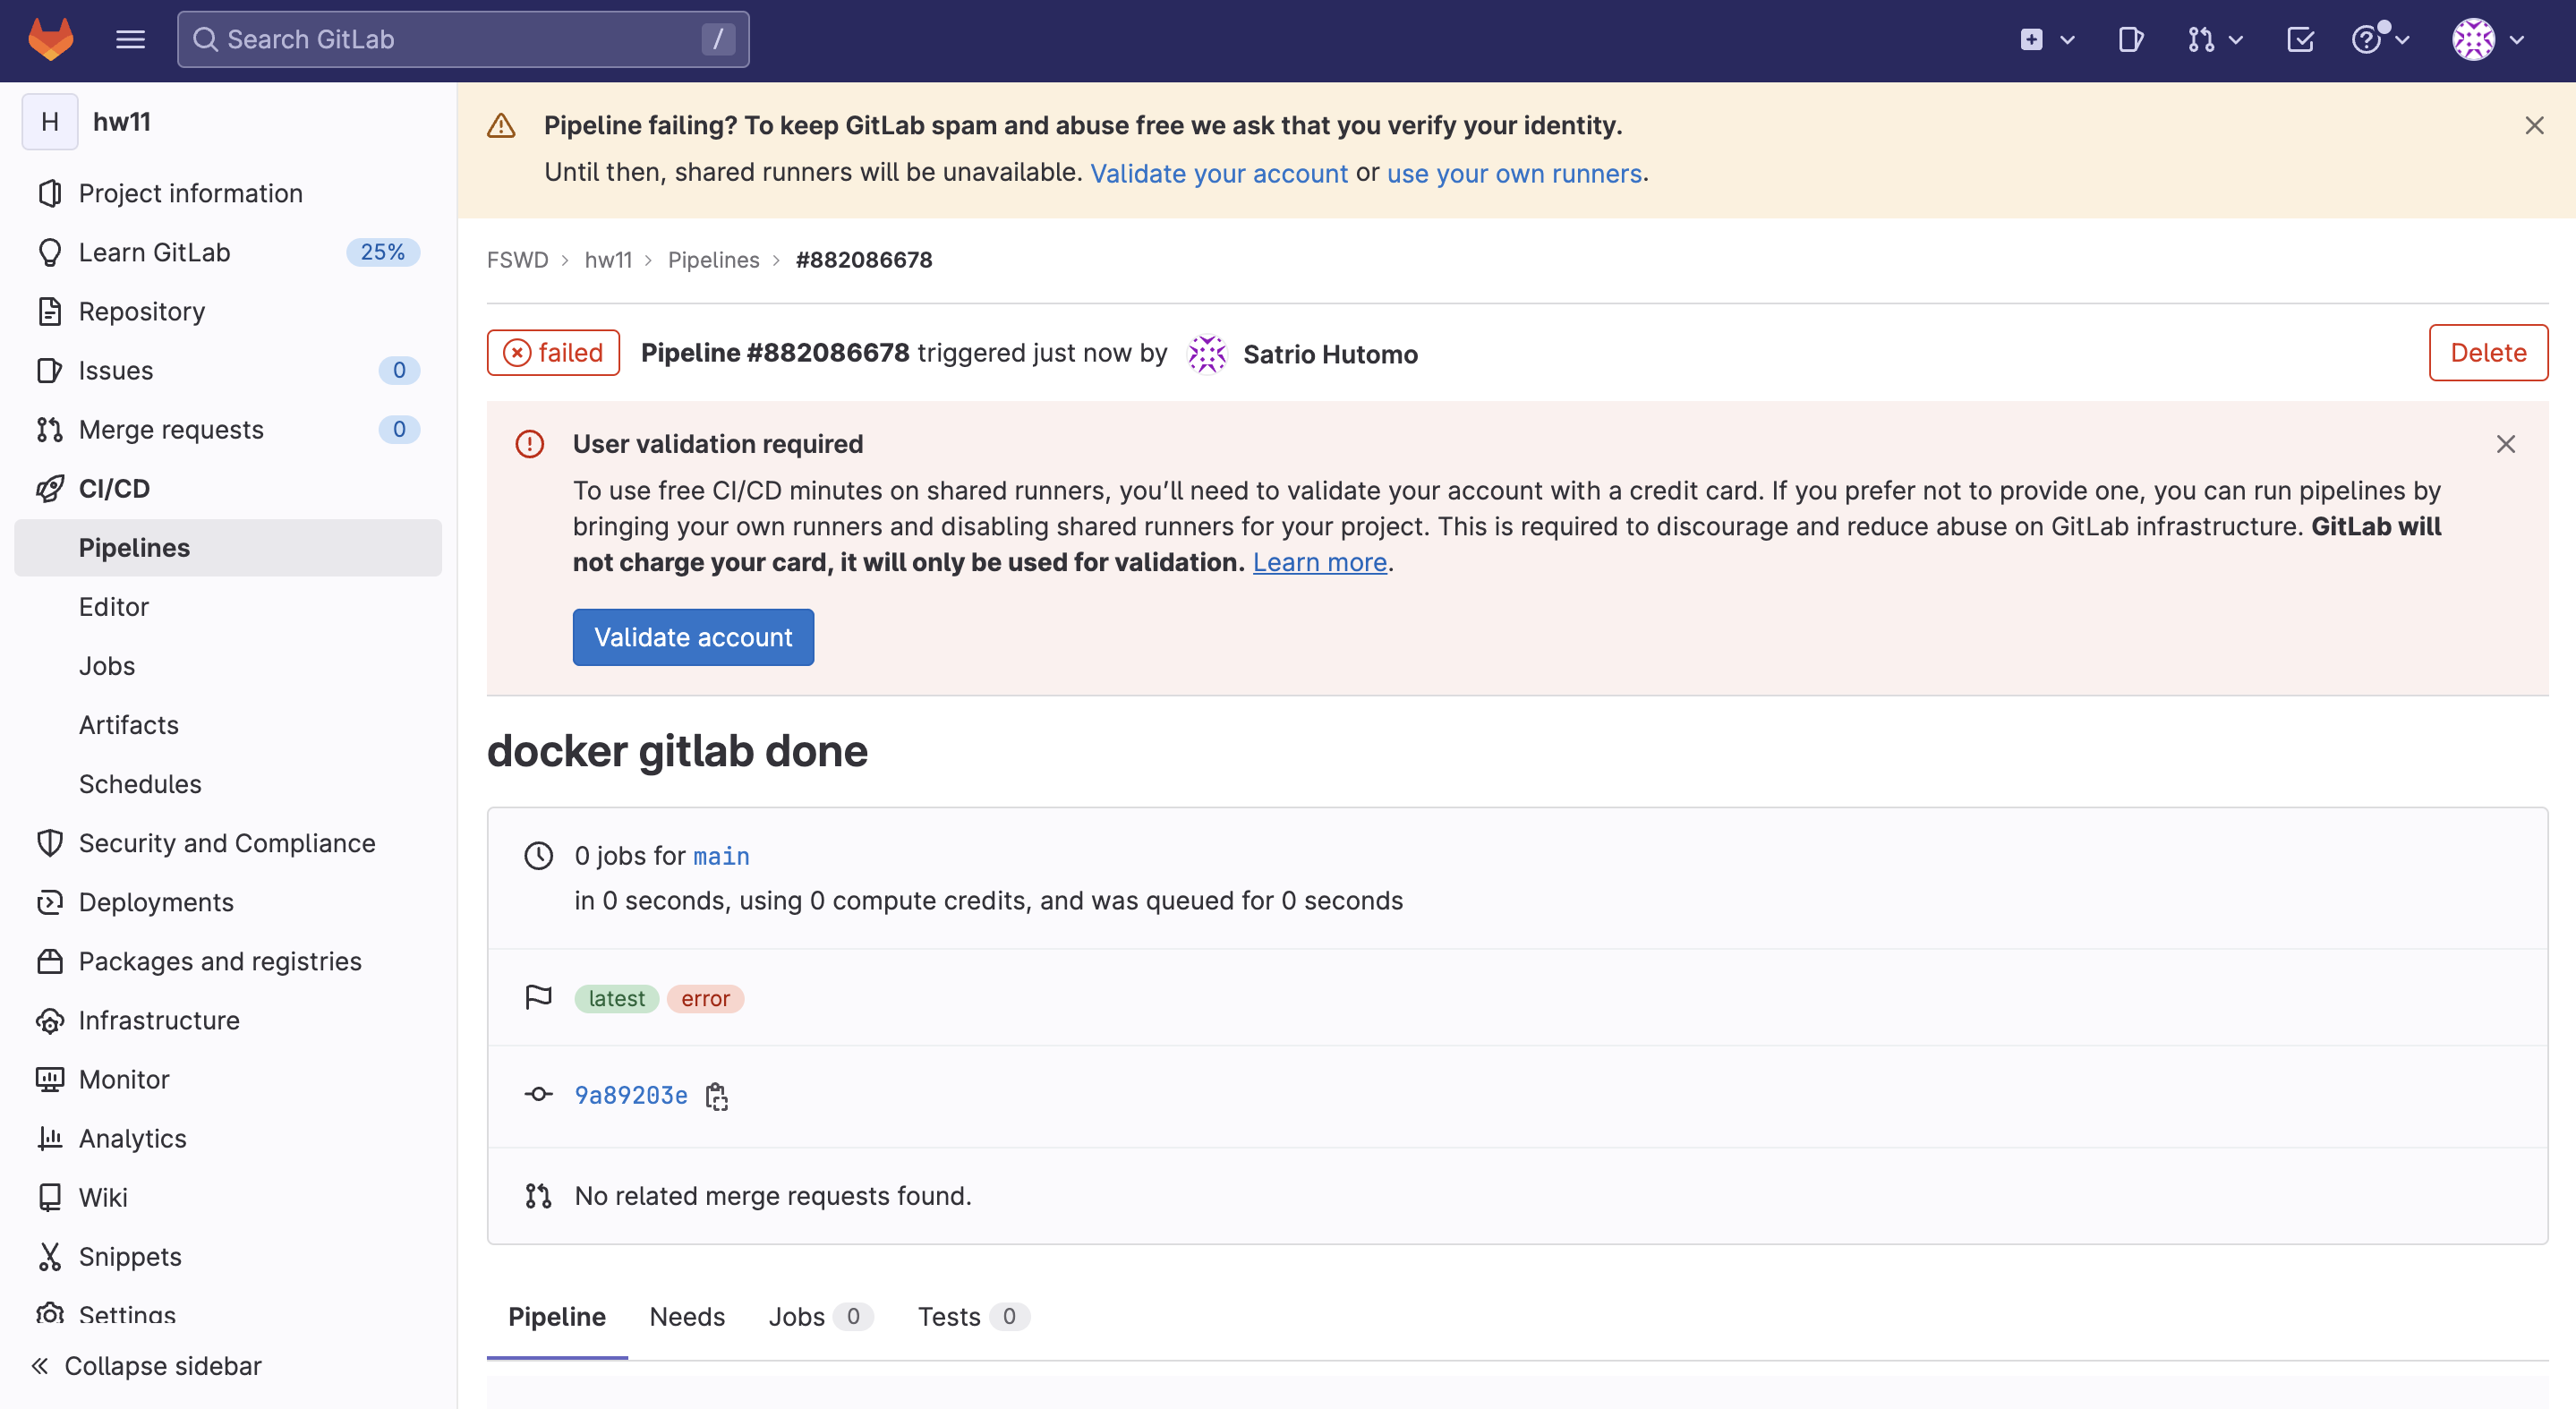 Search GitLab /
H hw11
Project information
Learn GitLab 25%
Repository
Issues 0
Merge requests 0
CI/CD
Pipelines
Editor
Jobs
Artifacts
Schedules
Security and Compliance
Deployments
Packages and registries
Infrastructure
Monitor
Analytics
Wiki
Snippets
Settings
Collapse sidebar
Pipeline failing? To keep GitLab spam and abuse free we ask that you verify your identity.
Until then, shared runners will be unavailable. Validate your account or use your own runners.
FSWD > hw11 > Pipelines > #882086678
failed Pipeline #882086678 triggered just now by Satrio Hutomo Delete
User validation required
To use free CI/CD minutes on shared runners, you’ll need to validate your account with a credit card. If you prefer not to provide one, you can run pipelines by
bringing your own runners and disabling shared runners for your project. This is required to discourage and reduce abuse on GitLab infrastructure. GitLab will
not charge your card, it will only be used for validation. Learn more.
Validate account
docker gitlab done
0 jobs for main
in 0 seconds, using 0 compute credits, and was queued for 0 seconds
latest error
9a89203e
No related merge requests found.
Pipeline Needs Jobs 0 Tests 0